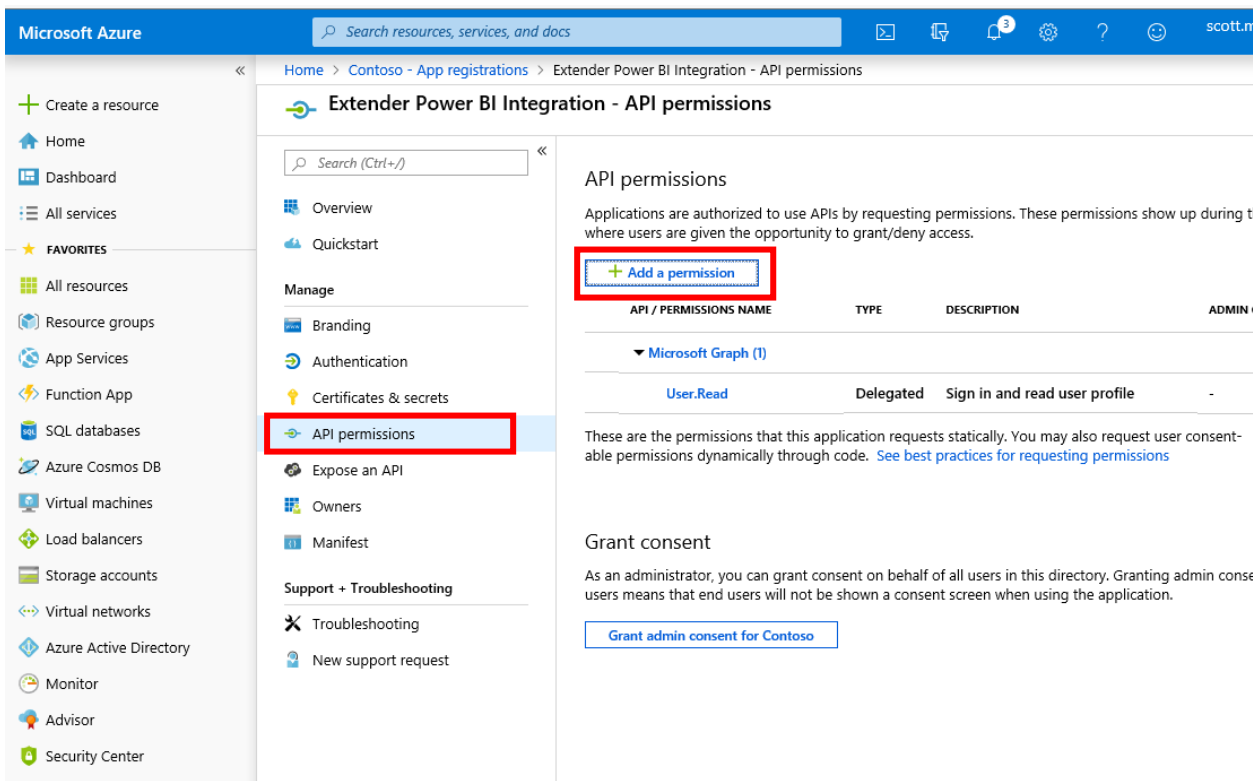 Microsoft Azure
Search resources, services, and docs
3
scott.m
Home > Contoso - App registrations > Extender Power BI Integration - API permissions
Create a resource
Home
Dashboard
All services
FAVORITES
All resources
Resource groups
App Services
Function App
SQL databases
Azure Cosmos DB
Virtual machines
Load balancers
Storage accounts
Virtual networks
Azure Active Directory
Monitor
Advisor
Security Center
Extender Power BI Integration - API permissions
Search (Ctrl+/)
Overview
Quickstart
Manage
Branding
Authentication
Certificates & secrets
API permissions
Expose an API
Owners
Manifest
Support + Troubleshooting
Troubleshooting
New support request
API permissions
Applications are authorized to use APIs by requesting permissions. These permissions show up during t
where users are given the opportunity to grant/deny access.
+ Add a permission
API / PERMISSIONS NAME TYPE DESCRIPTION ADMIN
Microsoft Graph (1)
User.Read Delegated Sign in and read user profile -
These are the permissions that this application requests statically. You may also request user consent-
able permissions dynamically through code. See best practices for requesting permissions
Grant consent
As an administrator, you can grant consent on behalf of all users in this directory. Granting admin conse
users means that end users will not be shown a consent screen when using the application.
Grant admin consent for Contoso